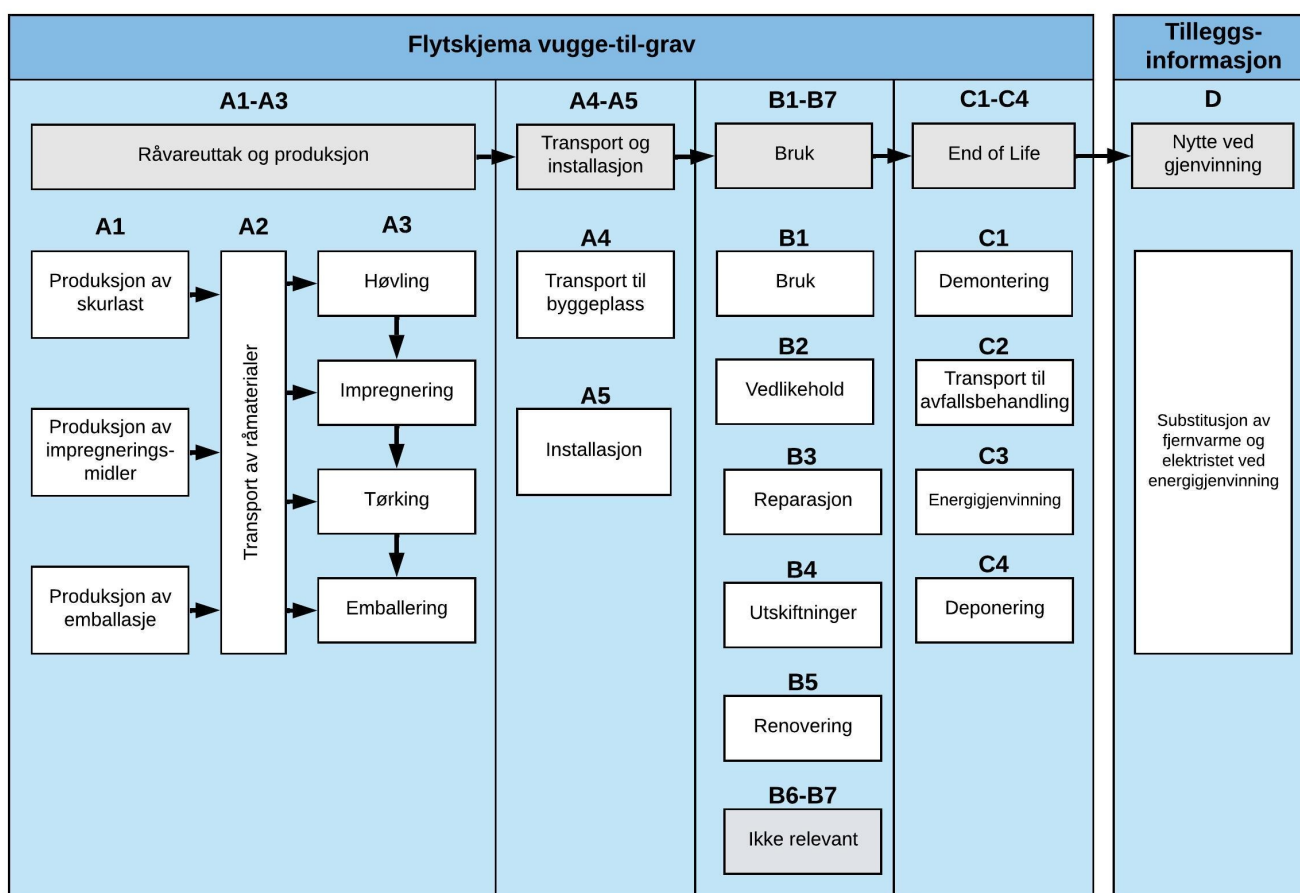 Flytskjema vugge-til-grav
Tilleggs-
informasjon
A1-A3
A4-A5
B1-B7
C1-C4
D
Råvareuttak og produksjon
Transport og
installasjon
Bruk
End of Life
Nytte ved
gjenvinning
A1
A2
A3
Produksjon av
skurlast
Produksjon av
impregnerings-
midler
Produksjon av
emballasje
Transport av råmaterialer
Høvling
Impregnering
Tørking
Emballering
A4
Transport til
byggeplass
A5
Installasjon
B1
Bruk
B2
Vedlikehold
B3
Reparasjon
B4
Utskiftninger
B5
Renovering
B6-B7
Ikke relevant
C1
Demontering
C2
Transport til
avfallsbehandling
C3
Energigjenvinning
C4
Deponering
Substitusjon av
fjernvarme og
elektristet ved
energigjenvinning